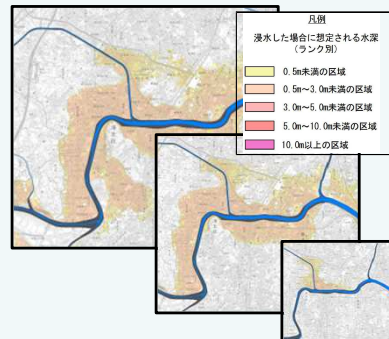 凡例
浸水した場合に想定される水深
（ランク別）
0.5m未満の区域
0.5m～3.0m未満の区域
3.0m～5.0m未満の区域
5.0m～10.0m未満の区域
10.0m以上の区域